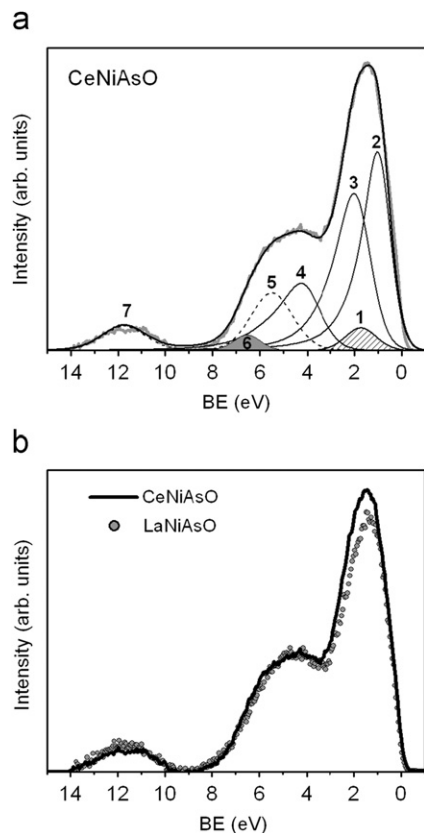 a
CeNiAsO
Intensity (arb. units)
1
2
3
4
5
6
7
14 12 10 8 6 4 2 0
BE (eV)
b
CeNiAsO
LaNiAsO
Intensity (arb. units)
14 12 10 8 6 4 2 0
BE (eV)